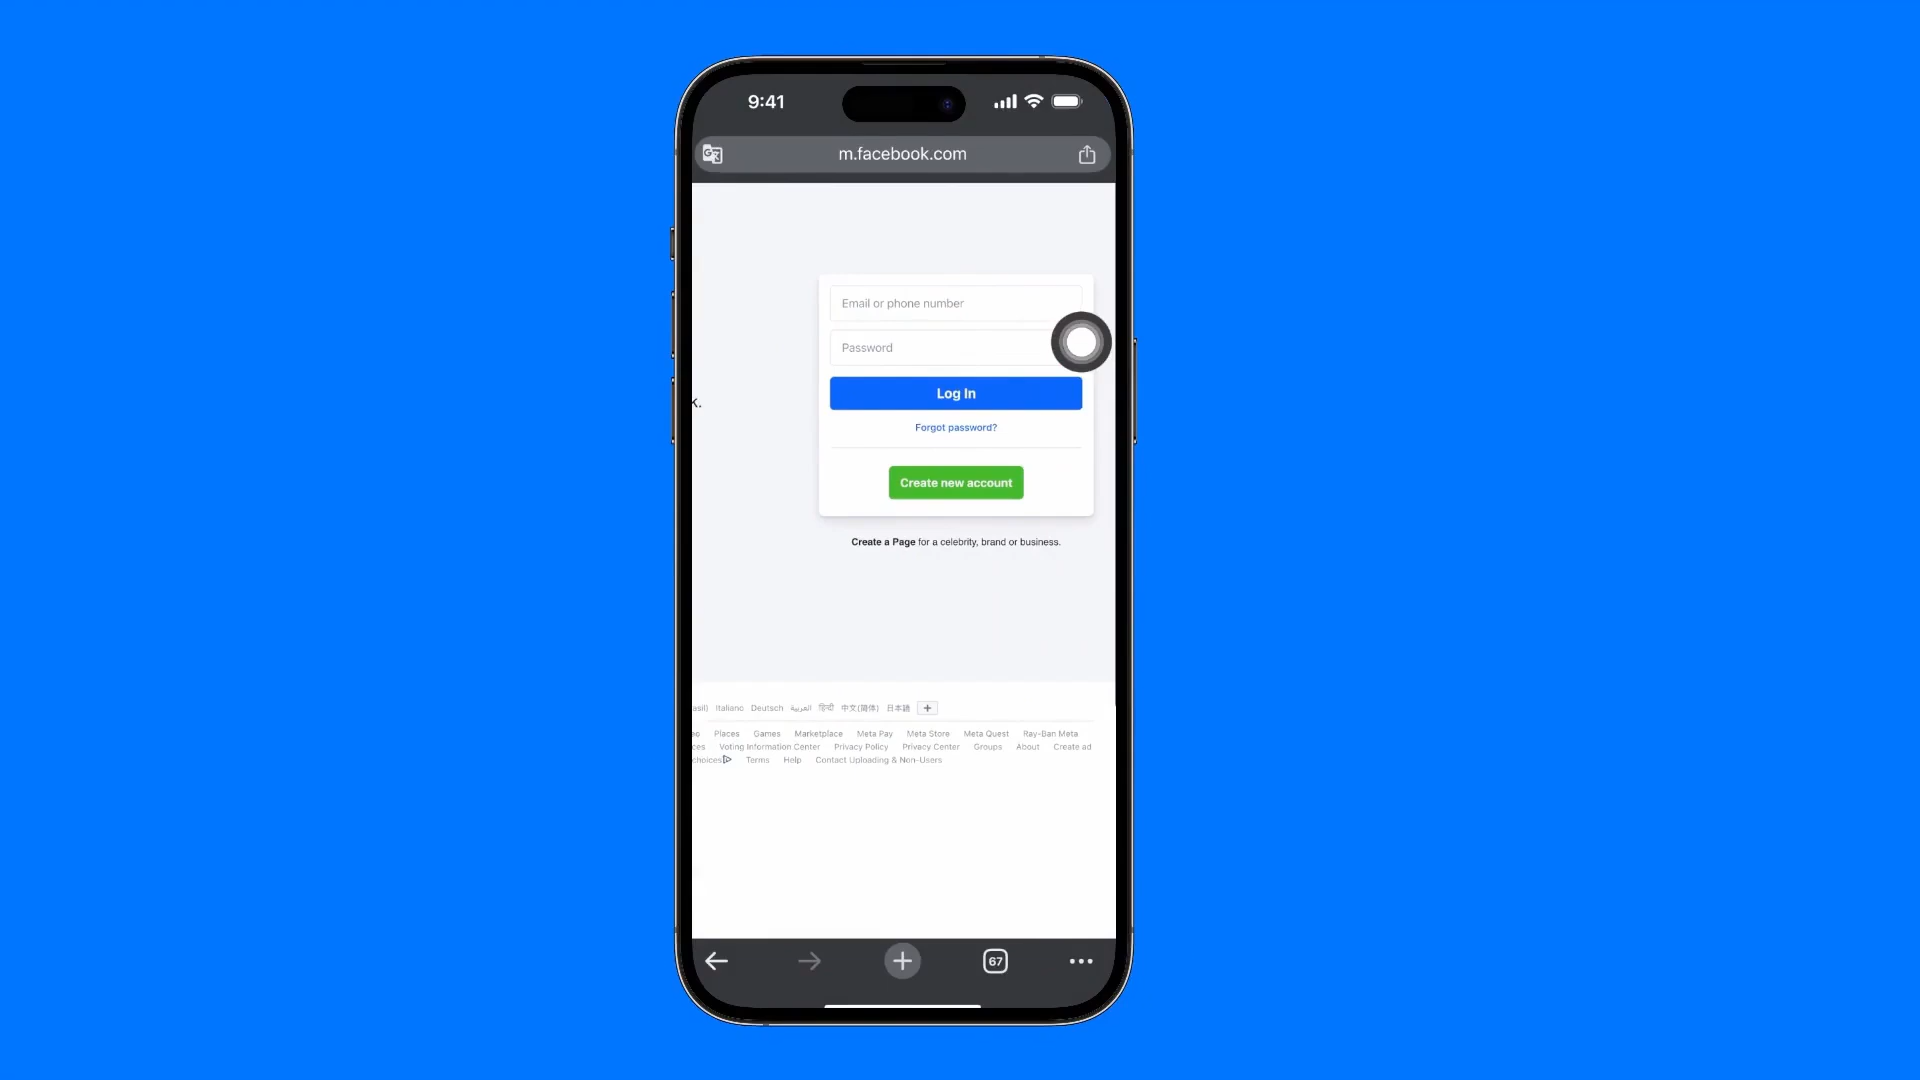 9:41
m.facebook.com
Email or phone number
Password
Log In
k.
Forgot password?
Create new account
Create a Page for a celebrity, brand or business.
asil) Italiano Deutsch العربية हिन्दी 中文(简体) 日本語 +
Places Games Marketplace Meta Pay Meta Store Meta Quest Ray-Ban Meta
ces Voting Information Center Privacy Policy Privacy Center Groups About Create ad
choices Terms Help Contact Uploading & Non-Users
67